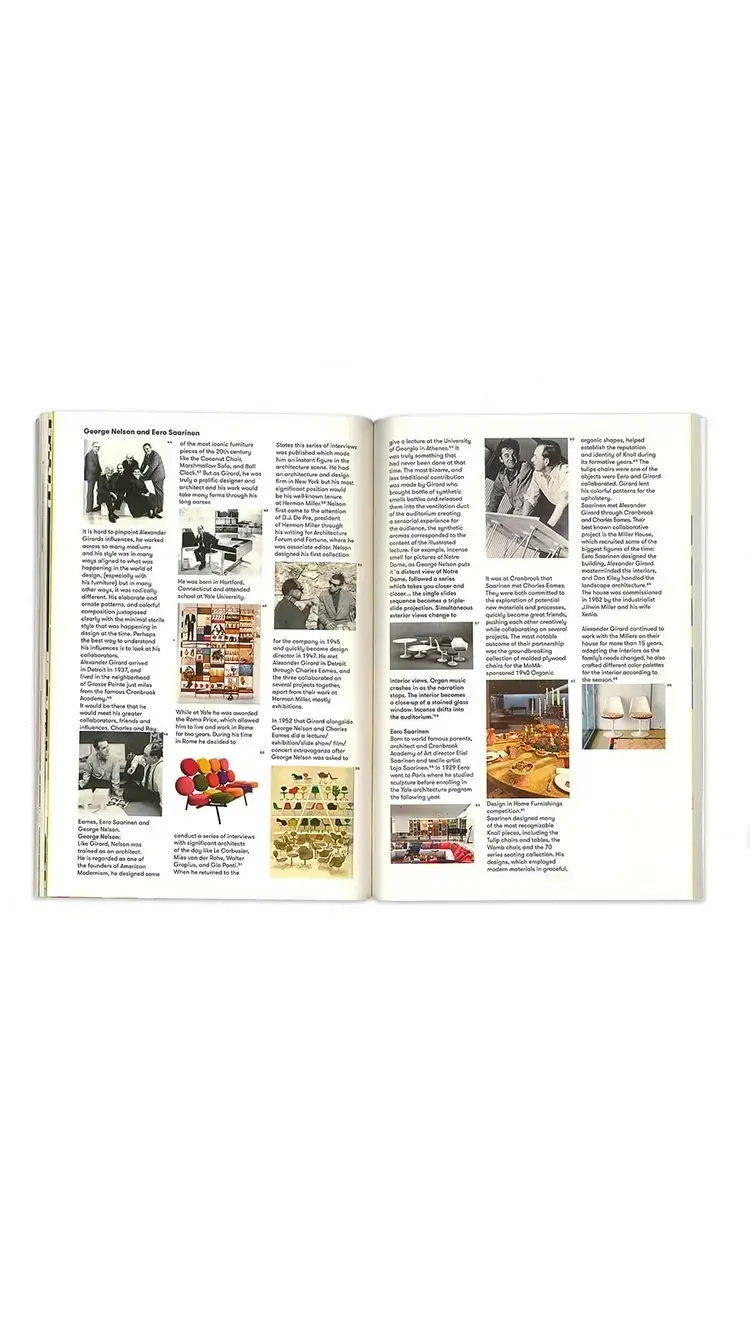 George Nelson and Eero Saarinen
It is hard to pinpoint Alexander
Girards influences, he worked
across so many mediums
and his style was in many
ways aligned to what was
happening in the world of
design, (especially with
his furniture) but in many
other ways, it was radically
different. His elaborate and
ornate patterns, and colorful
composition juxtaposed
clearly with the minimal sterile
style that was happening in
design at the time. Perhaps
the best way to understand
his influences is to look at his
collaborators.
Alexander Girard arrived
in Detroit in 1937, and
lived in the neighborhood
of Grosse Pointe just miles
from the famous Cranbrook
Academy.
It would be there that he
would meet his greater
collaborators, friends and
influences, Charles and Ray
Eames, Eero Saarinen and
George Nelson.
George Nelson:
Like Girard, Nelson was
trained as an architect.
He is regarded as one of
the founders of American
Modernism, he designed some
of the most iconic furniture
pieces of the 20th century
like the Coconut Chair,
Marshmallow Sofa, and Ball
Clock. But as Girard, he was
truly a prolific designer and
architect and his work would
take many forms through his
long career.
He was born in Hartford,
Connecticut and attended
school at Yale University.
While at Yale he was awarded
the Rome Prize, which allowed
him to live and work in Rome
for two years. During his time
in Rome he decided to
conduct a series of interviews
with significant architects
of the day like Le Corbusier,
Mies van der Rohe, Walter
Gropius, and Gio Ponti.
When he returned to the
States this series of interviews
was published which made
him an instant figure in the
architecture scene. He had
an architecture and design
firm in New York but his most
significant position would
be his well-known tenure
at Herman Miller. Nelson
first came to the attention
of D.J. De Pre, president
of Herman Miller through
his writing for Architecture
Forum and Fortune, where he
was associate editor. Nelson
designed his first collection
for the company in 1945
and quickly become design
director in 1947. He met
Alexander Girard in Detroit
through Charles Eames, and
the three collaborated on
several projects together,
apart from their work at
Herman Miller, mostly
exhibitions.
In 1952 that Girard alongside
George Nelson and Charles
Eames did a lecture/
exhibition/slide show/ film/
concert extravaganza after
George Nelson was asked to
give a lecture at the University
of Georgia in Athenes. It
was truly something that
had never been done at that
time. The most bizarre, and
less traditional contribution
was made by Girard who
brought bottle of synthetic
smells bottles and released
them into the ventilation duct
of the auditorium creating
a sensorial experience for
the audience, the synthetic
aromas corresponded to the
content of the illustrated
lecture. For example, incense
smell for pictures of Notre
Dame, as George Nelson puts
it 'a distant view of Notre
Dame, followed a series
which takes you closer and
closer... the single slides
sequence becomes a triple-
slide projection. Simultaneous
exterior views change to
interior views. Organ music
crashes in as the narration
stops. The interior becomes
a close-up of a stained glass
window. Incense drifts into
the auditorium.'
Eero Saarinen
Born to world famous parents,
architect and Cranbrook
Academy of Art director Eliel
Saarinen and textile artist
Loja Saarinen. In 1929 Eero
went to Paris where he studied
sculpture before enrolling in
the Yale architecture program
the following year.
It was at Cranbrook that
Saarinen met Charles Eames.
They were both committed to
the exploration of potential
new materials and processes,
quickly become great friends,
pushing each other creatively
while collaborating on several
projects. The most notable
outcome of their partnership
was the groundbreaking
collection of molded plywood
chairs for the MoMA-
sponsored 1940 Organic
Design in Home Furnishings
competition.
Saarinen designed many
of the most recognizable
Knoll pieces, including the
Tulip chairs and tables, the
Womb chair, and the 70
series seating collection. His
designs, which employed
modern materials in graceful,
organic shapes, helped
establish the reputation
and identity of Knoll during
its formative years. The
tulips chairs were one of the
objects were Eero and Girard
collaborated. Girard lent
his colorful patterns for the
upholstery.
Saarinen met Alexander
Girard through Cranbrook
and Charles Eames. Their
best known collaborative
project is the Miller House,
which recruited some of the
biggest figures of the time:
Eero Saarinen designed the
building, Alexander Girard
masterminded the interiors,
and Dan Kiley handled the
landscape architecture.
The house was commissioned
in 1952 by the industrialist
J.Irwin Miller and his wife
Xenia.
Alexander Girard continued to
work with the Millers on their
house for more than 15 years,
adapting the interiors as the
family's needs changed, he also
crafted different color palettes
for the interior according to
the season.